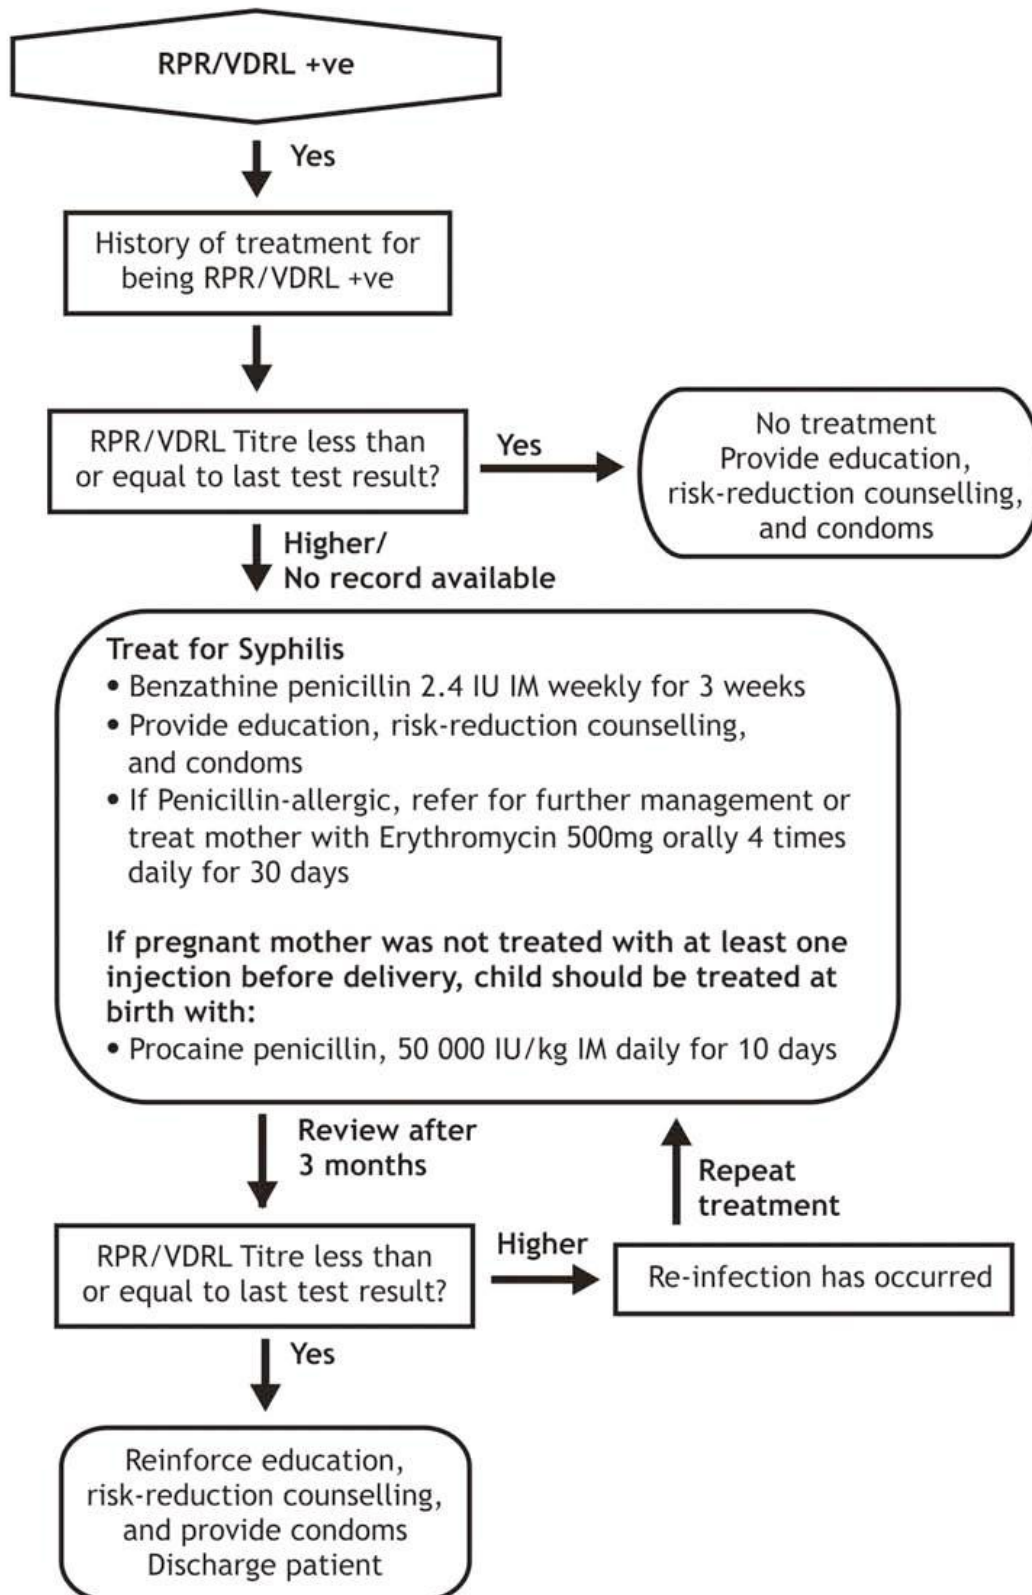 RPR/VDRL +ve
Yes
History of treatment for
being RPR/VDRL +ve
RPR/VDRL Titre less than
or equal to last test result?
Yes
No treatment
Provide education,
risk-reduction counselling,
and condoms
Higher/
No record available
Treat for Syphilis
• Benzathine penicillin 2.4 IU IM weekly for 3 weeks
• Provide education, risk-reduction counselling,
and condoms
• If Penicillin-allergic, refer for further management or
treat mother with Erythromycin 500mg orally 4 times
daily for 30 days
If pregnant mother was not treated with at least one
injection before delivery, child should be treated at
birth with:
• Procaine penicillin, 50 000 IU/kg IM daily for 10 days
Review after
3 months
Repeat
treatment
RPR/VDRL Titre less than
or equal to last test result?
Higher
Re-infection has occurred
Yes
Reinforce education,
risk-reduction counselling,
and provide condoms
Discharge patient